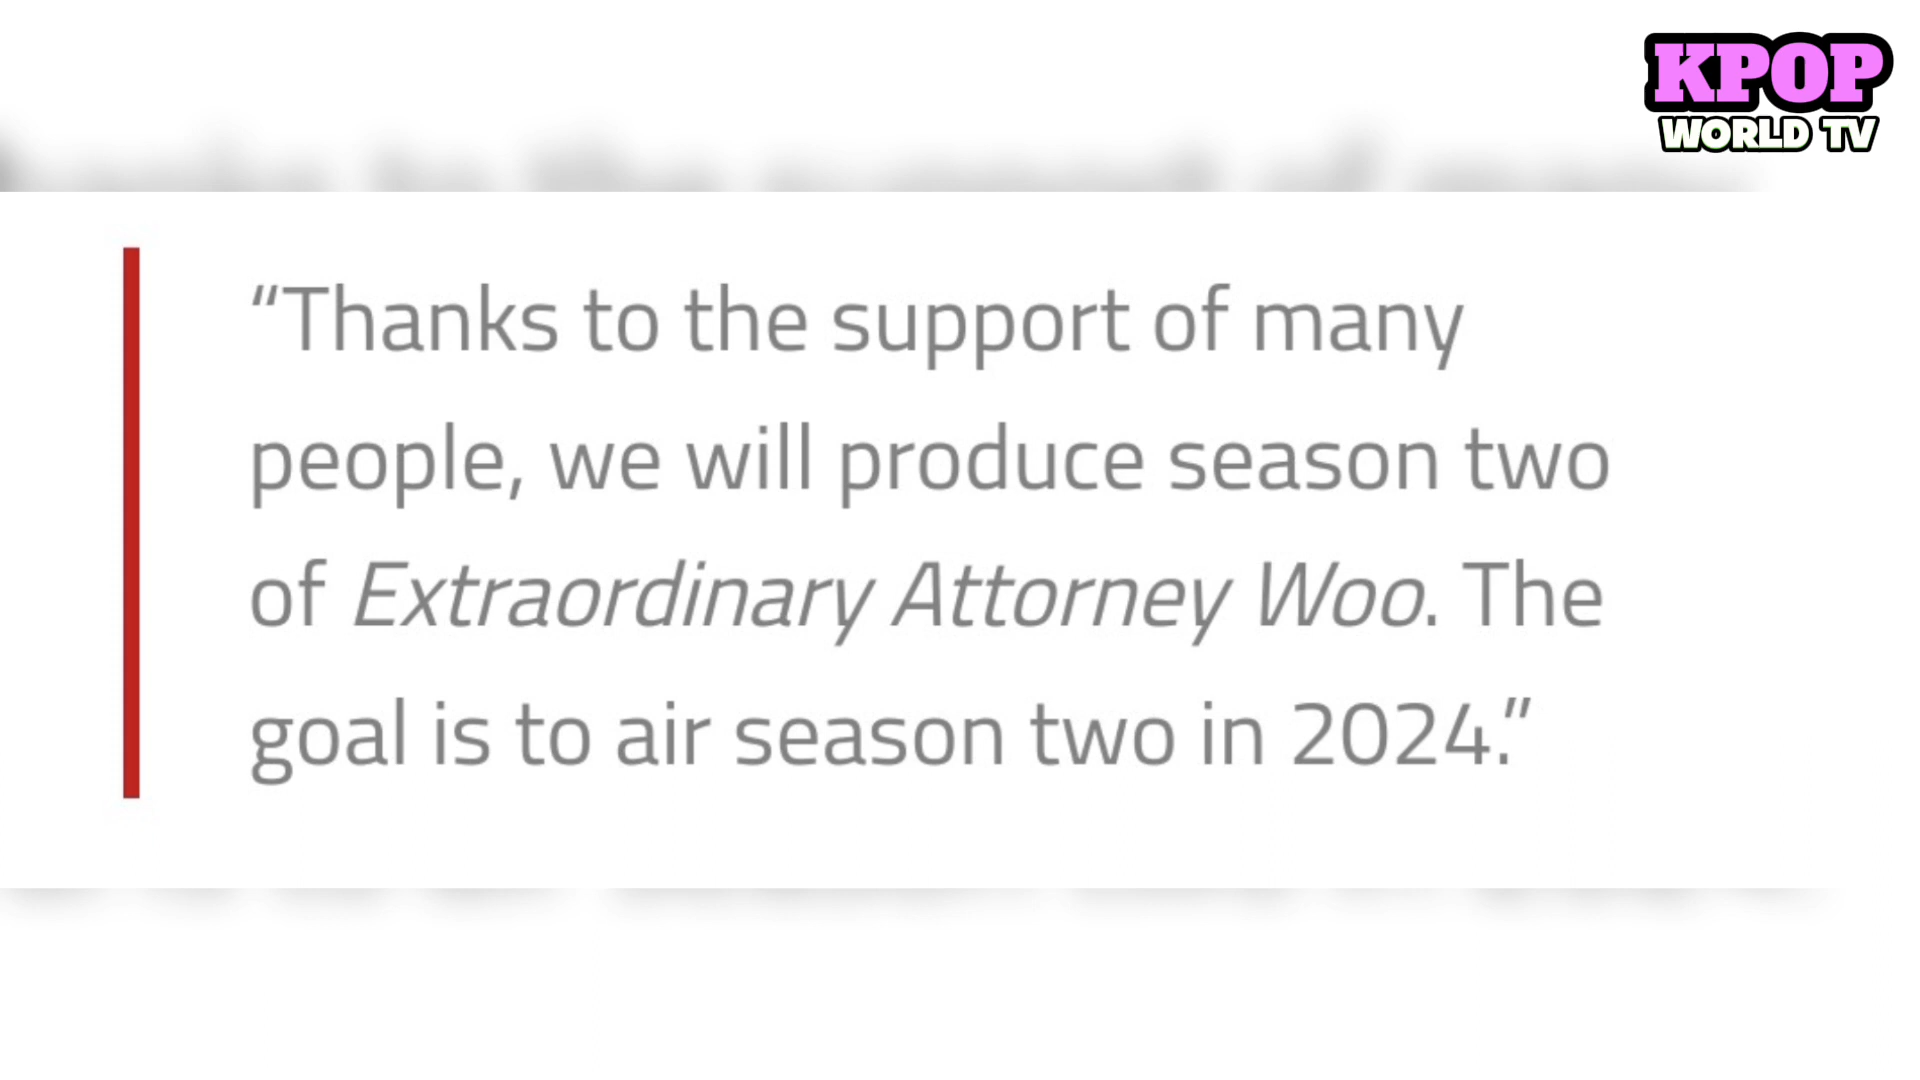 KPOP
WORLD TV
“Thanks to the support of many
people, we will produce season two
of Extraordinary Attorney Woo. The
goal is to air season two in 2024.”